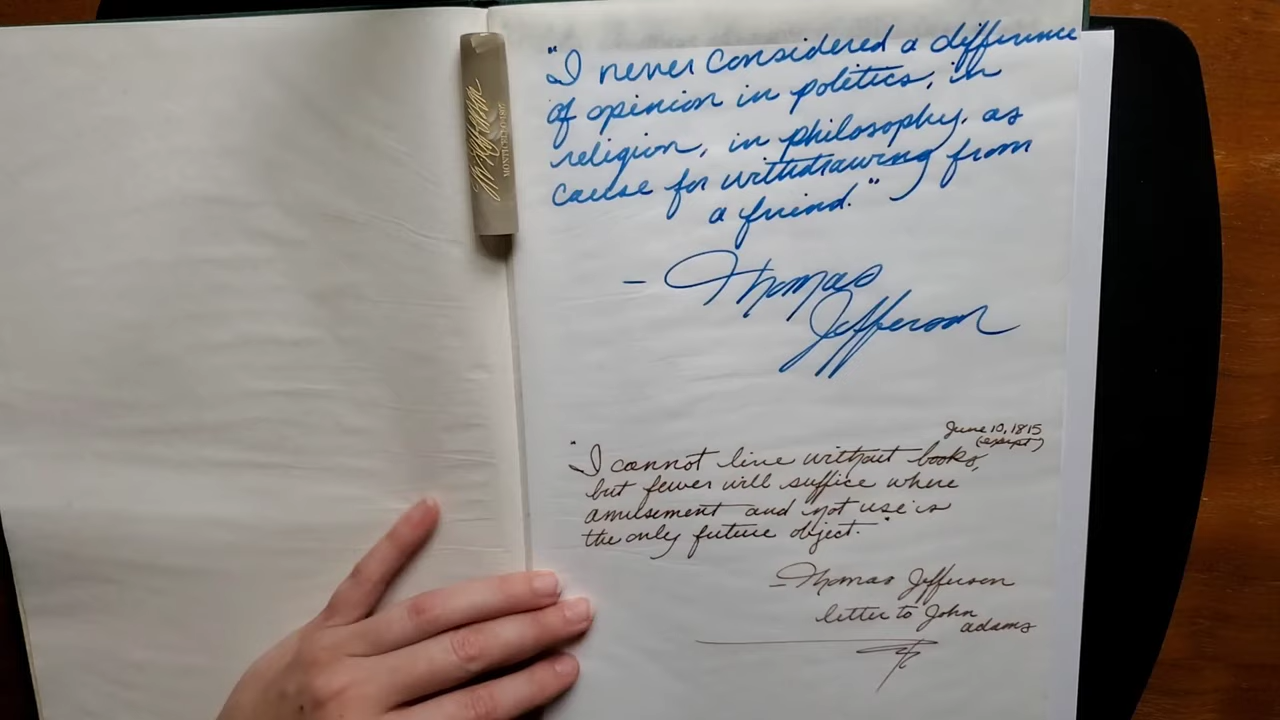 "I never considered a difference
of opinion in politics, in
religion, in philosophy, as
cause for withdrawing from
a friend."
- Thomas
Jefferson
June 10, 1815
"I cannot live without books,
but fewer will suffice where
amusement and not use is
the only future object."
- Thomas Jefferson
letter to John
adams